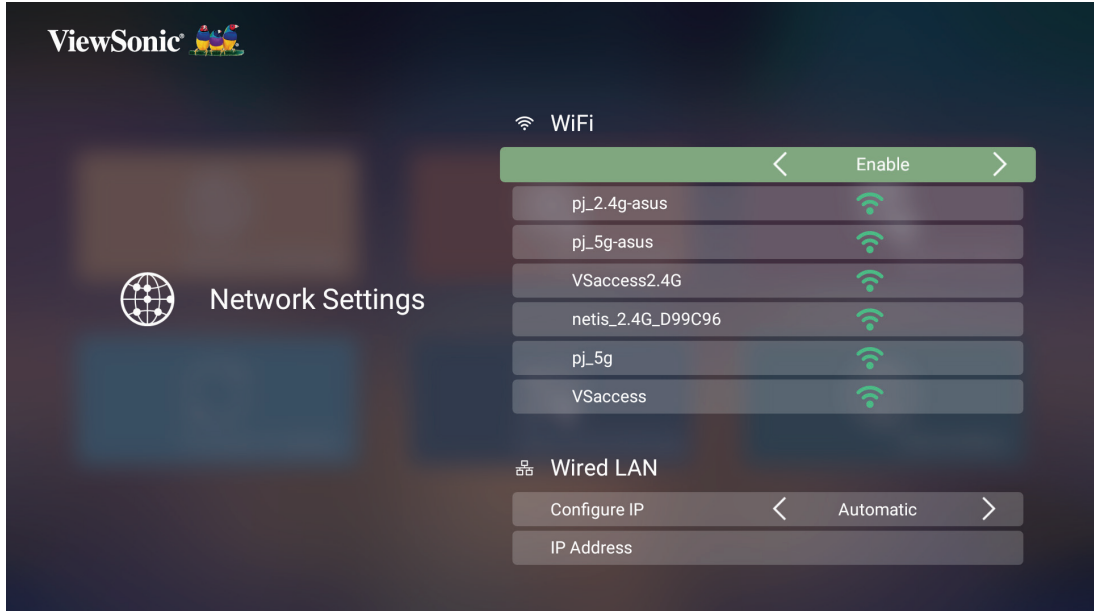 ViewSonic®
WiFi
Enable
pj_2.4g-asus
pj_5g-asus
VSaccess2.4G
netis_2.4G_D99C96
Network Settings
pj_5g
VSaccess
Wired LAN
Configure IP Automatic
IP Address